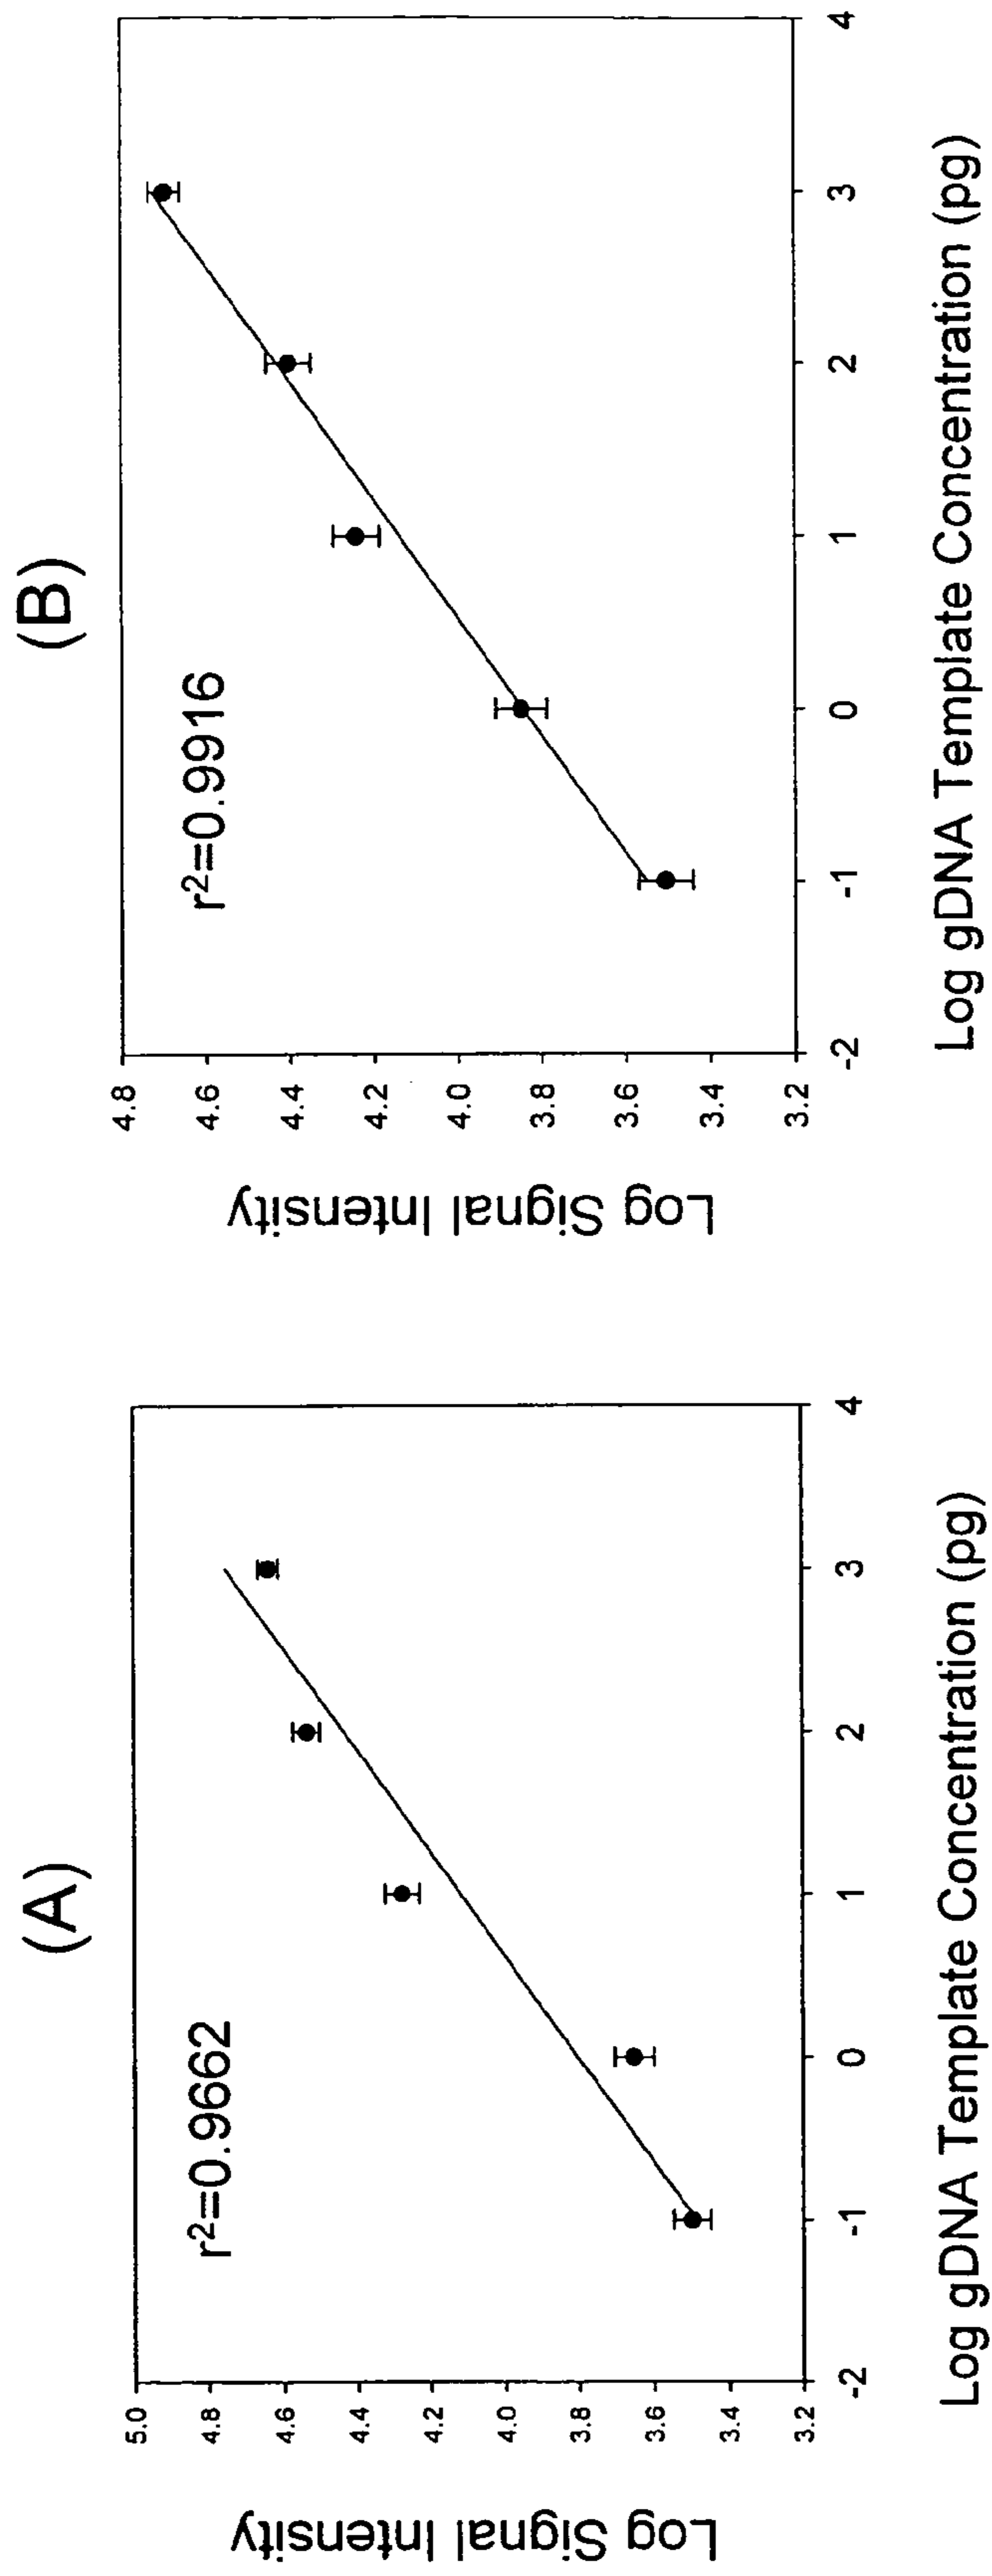 (A)
r²=0.9662
Log Signal Intensity
5.0
4.8
4.6
4.4
4.2
4.0
3.8
3.6
3.4
3.2
-2 -1 0 1 2 3 4
Log gDNA Template Concentration (pg)
(B)
r²=0.9916
Log Signal Intensity
4.8
4.6
4.4
4.2
4.0
3.8
3.6
3.4
3.2
-2 -1 0 1 2 3 4
Log gDNA Template Concentration (pg)